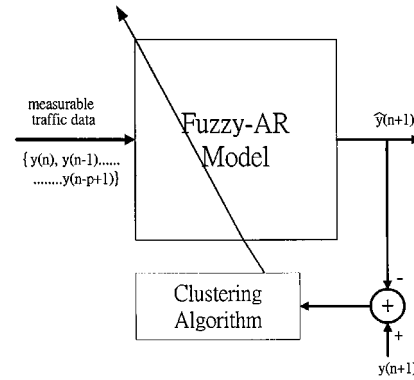 measurable
traffic data
{ y(n), y(n-1)......
........y(n-p+1)}
Fuzzy-AR
Model
ŷ(n+1)
Clustering
Algorithm
-
+
+
y(n+1)